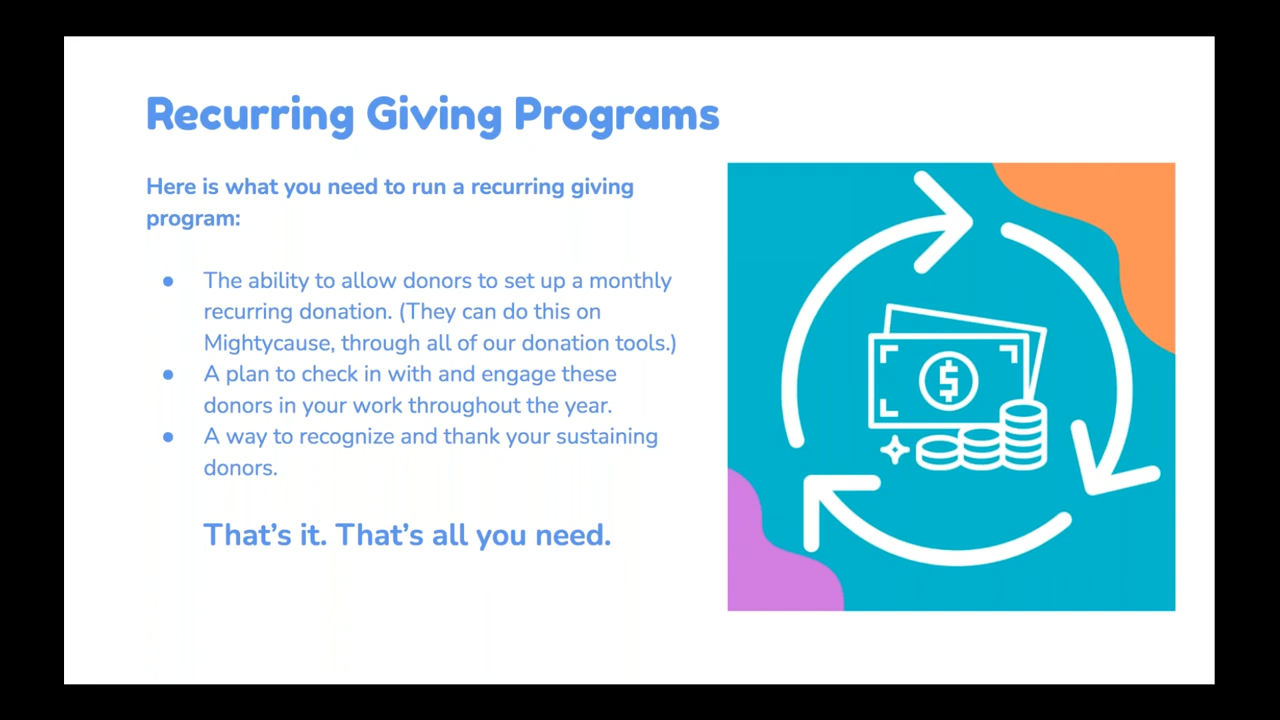 Recurring Giving Programs
Here is what you need to run a recurring giving
program:
● The ability to allow donors to set up a monthly
recurring donation. (They can do this on
Mightycause, through all of our donation tools.)
● A plan to check in with and engage these
donors in your work throughout the year.
● A way to recognize and thank your sustaining
donors.
That’s it. That’s all you need.
$